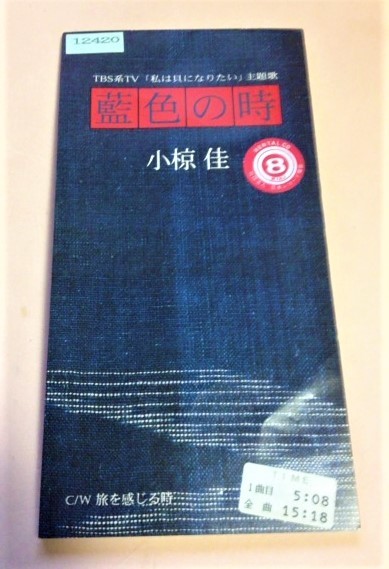 12420
TBS系TV「私は貝になりたい」主題歌
藍色の時
小椋 佳
RENTAL CD
8
C/W 旅を感じる時
TIME
1曲目 5:08
全曲 15:18